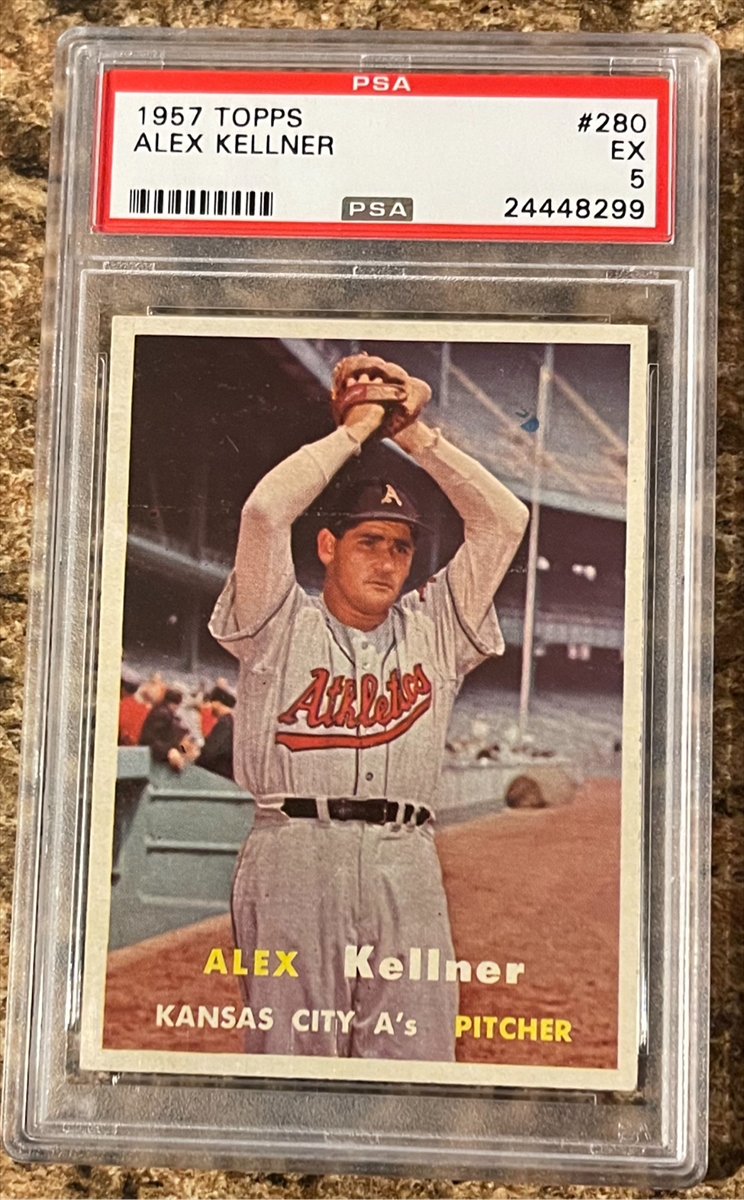 PSA
1957 TOPPS #280
ALEX KELLNER EX
5
PSA 24448299
A
Athletics
ALEX Kellner
KANSAS CITY A's PITCHER